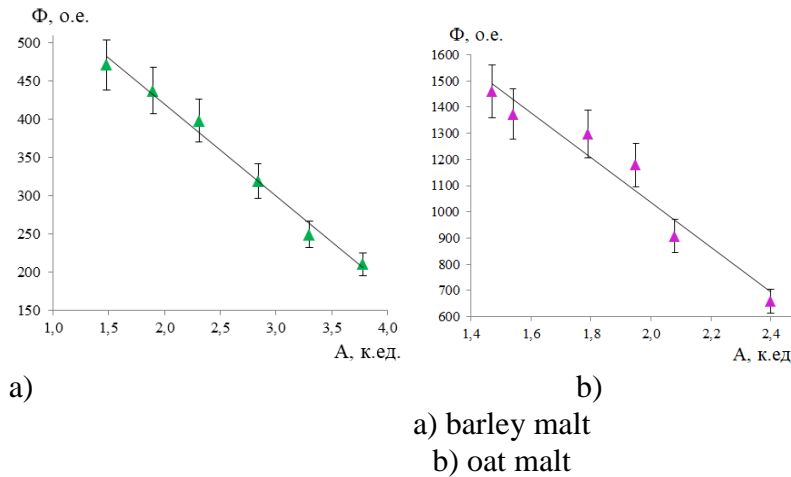 Ф, о.е.
500
450
400
350
300
250
200
150
1,0 1,5 2,0 2,5 3,0 3,5 4,0
А, к.ед.
a)
Ф, о.е.
1600
1500
1400
1300
1200
1100
1000
900
800
700
600
1,4 1,6 1,8 2,0 2,2 2,4
А, к.ед
b)
a) barley malt
b) oat malt